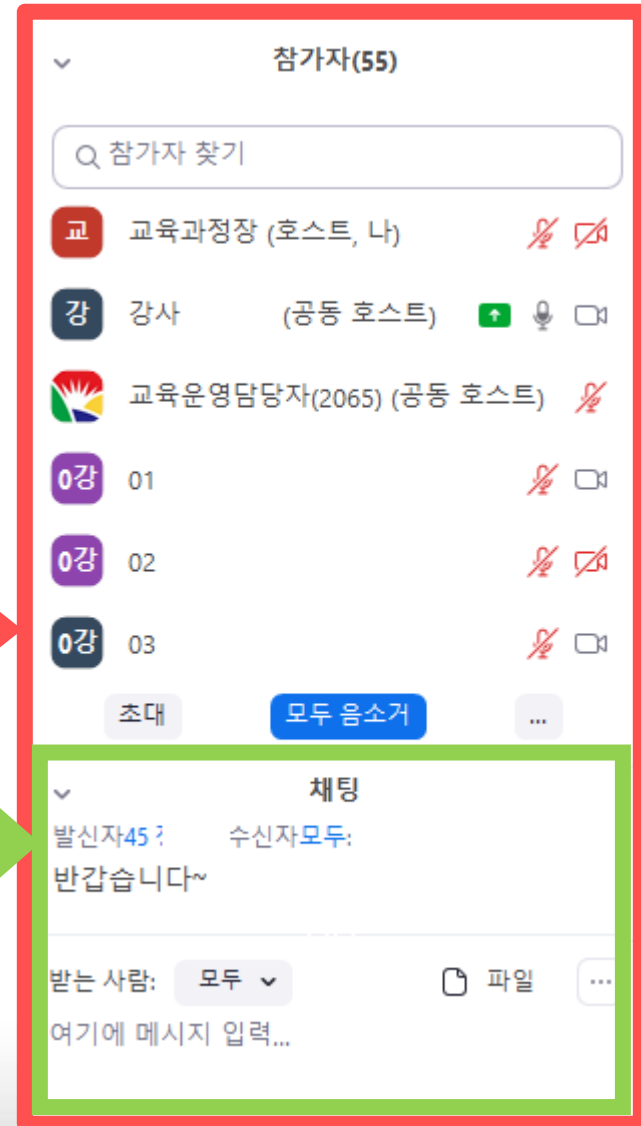 참가자(55)
참가자 찾기
교 교육과정장 (호스트, 나)
강 강사 (공동 호스트)
교육운영담당자(2065) (공동 호스트)
0강 01
0강 02
0강 03
초대 모두 음소거 ...
채팅
발신자45 수신자모두:
반갑습니다~
받는 사람: 모두 파일 ...
여기에 메시지 입력...